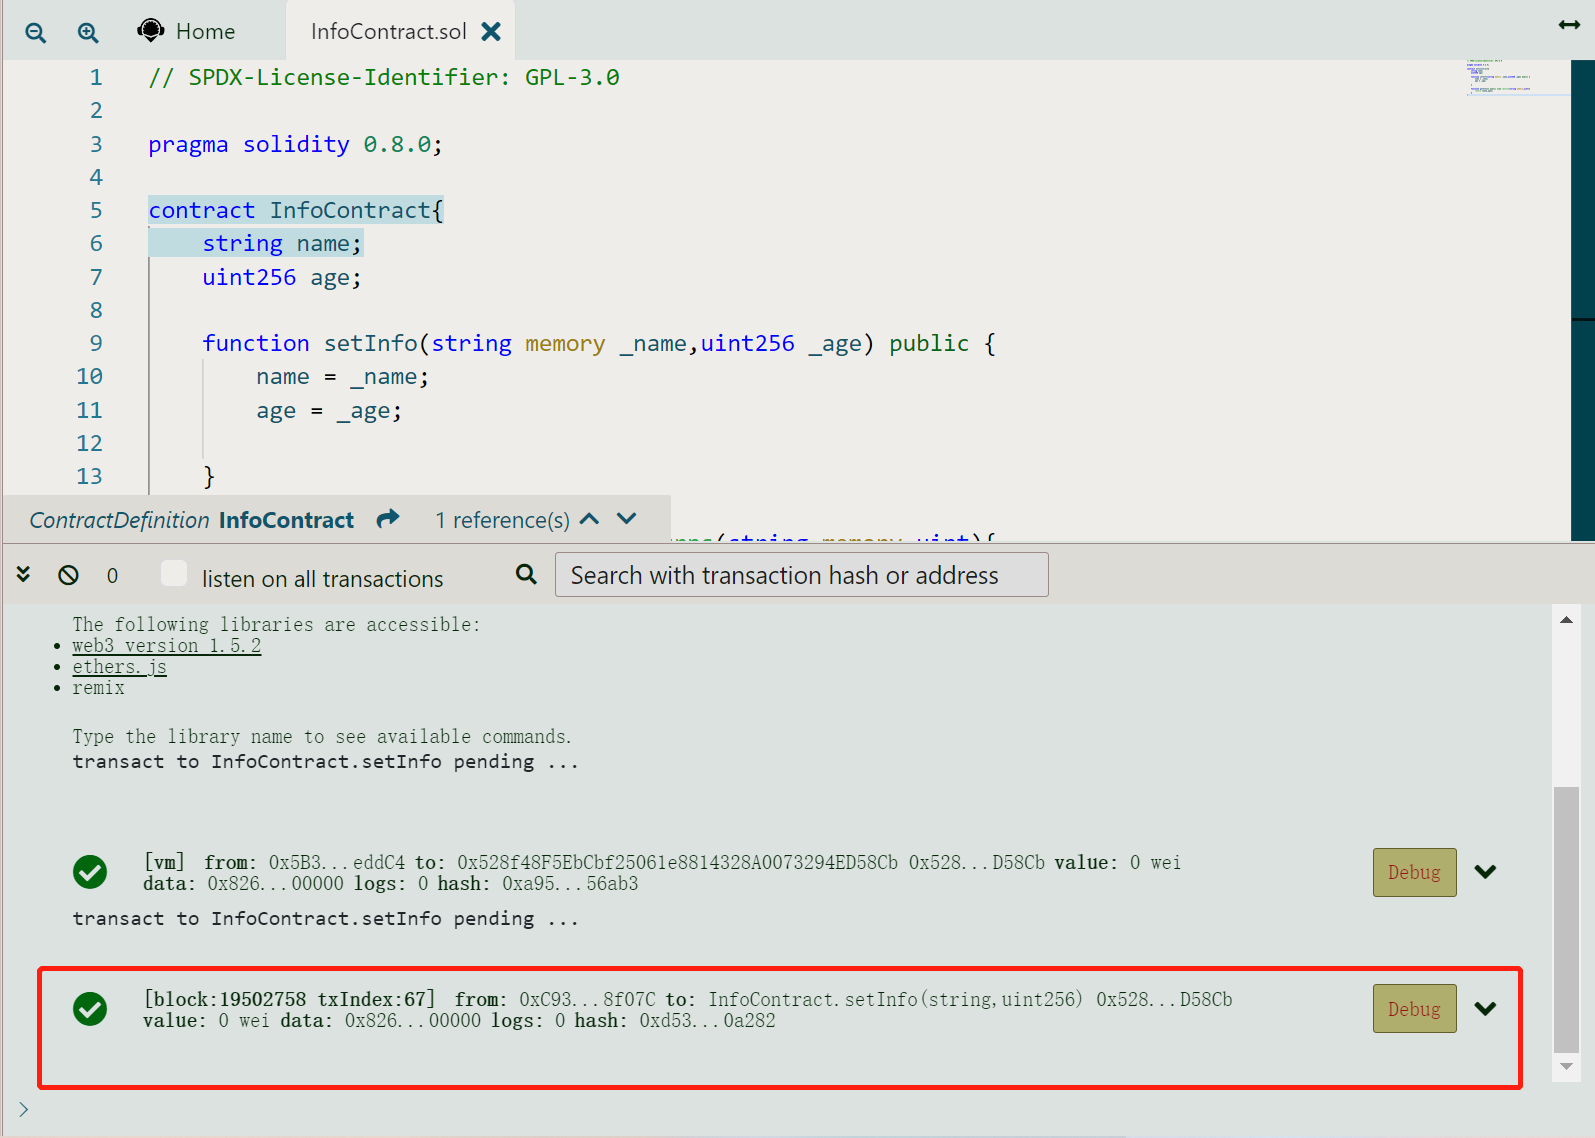 Home
InfoContract.sol
1 // SPDX-License-Identifier: GPL-3.0
2
3 pragma solidity 0.8.0;
4
5 contract InfoContract{
6 string name;
7 uint256 age;
8
9 function setInfo(string memory _name,uint256 _age) public {
10 name = _name;
11 age = _age;
12
13 }
ContractDefinition InfoContract 1 reference(s)
(string memory,uint){
0 listen on all transactions Search with transaction hash or address
The following libraries are accessible:
• web3 version 1.5.2
• ethers.js
• remix
Type the library name to see available commands.
transact to InfoContract.setInfo pending ...
[vm] from: 0x5B3...eddC4 to: 0x528f48F5EbCbf25061e8814328A0073294ED58Cb 0x528...D58Cb value: 0 wei
data: 0x826...00000 logs: 0 hash: 0xa95...56ab3
Debug
transact to InfoContract.setInfo pending ...
[block:19502758 txIndex:67] from: 0xC93...8f07C to: InfoContract.setInfo(string,uint256) 0x528...D58Cb
value: 0 wei data: 0x826...00000 logs: 0 hash: 0xd53...0a282
Debug
>